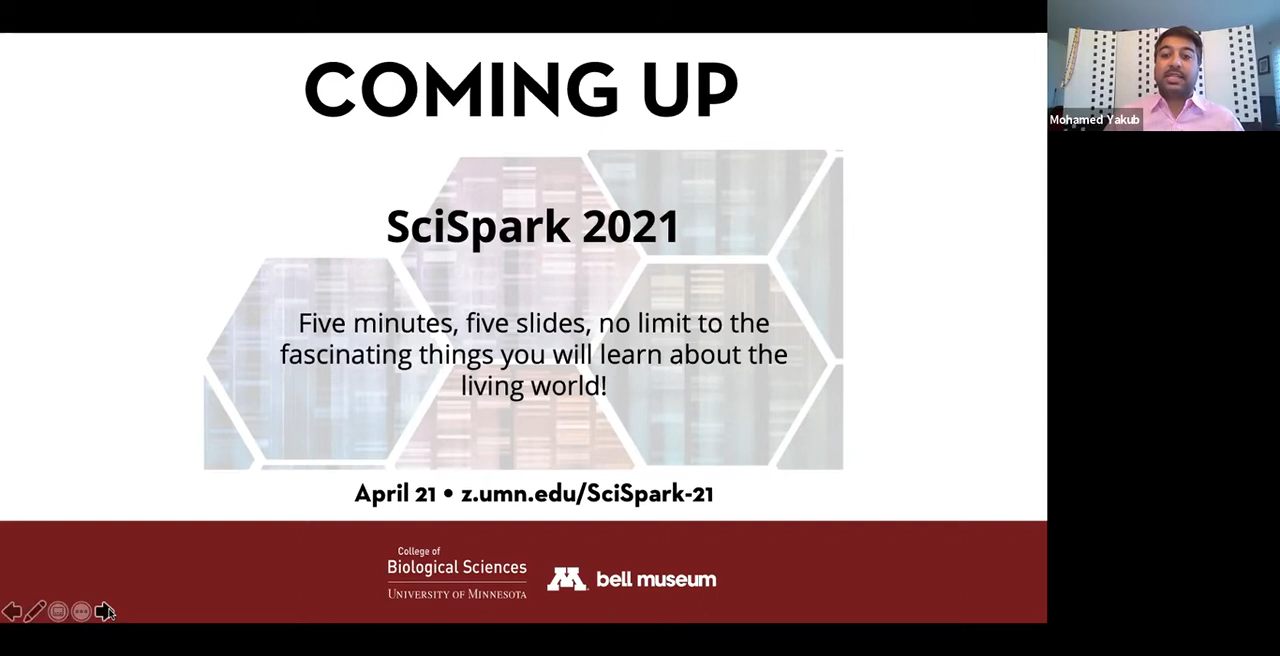 COMING UP
SciSpark 2021
Five minutes, five slides, no limit to the
fascinating things you will learn about the
living world!
April 21 • z.umn.edu/SciSpark-21
College of
Biological Sciences
UNIVERSITY OF MINNESOTA
M bell museum
Mohamed Yakub